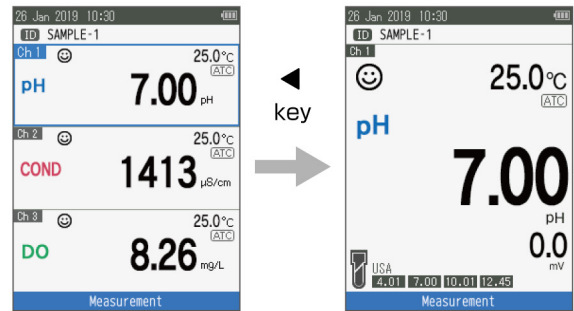 26 Jan 2019 10:30
ID SAMPLE-1
Ch 1 25.0℃
ATC
pH 7.00 pH
Ch 2 25.0℃
ATC
COND 1413 µS/cm
Ch 3 25.0℃
ATC
DO 8.26 mg/L
Measurement
key
26 Jan 2019 10:30
ID SAMPLE-1
Ch 1
25.0℃
ATC
pH
7.00
pH
0.0
mV
USA
4.01 7.00 10.01 12.45
Measurement